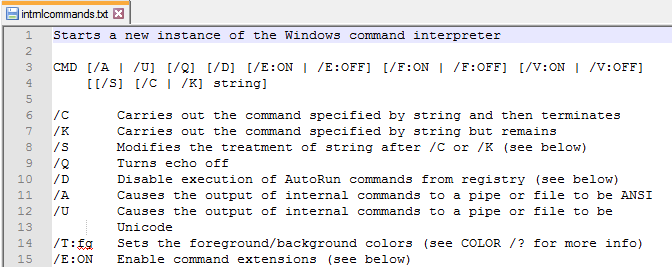 intmlcommands.txt
1 Starts a new instance of the Windows command interpreter
2
3 CMD [/A | /U] [/Q] [/D] [/E:ON | /E:OFF] [/F:ON | /F:OFF] [/V:ON | /V:OFF]
4     [[/S] [/C | /K] string]
5
6 /C      Carries out the command specified by string and then terminates
7 /K      Carries out the command specified by string but remains
8 /S      Modifies the treatment of string after /C or /K (see below)
9 /Q      Turns echo off
10 /D      Disable execution of AutoRun commands from registry (see below)
11 /A      Causes the output of internal commands to a pipe or file to be ANSI
12 /U      Causes the output of internal commands to a pipe or file to be
13         Unicode
14 /T:fg   Sets the foreground/background colors (see COLOR /? for more info)
15 /E:ON   Enable command extensions (see below)